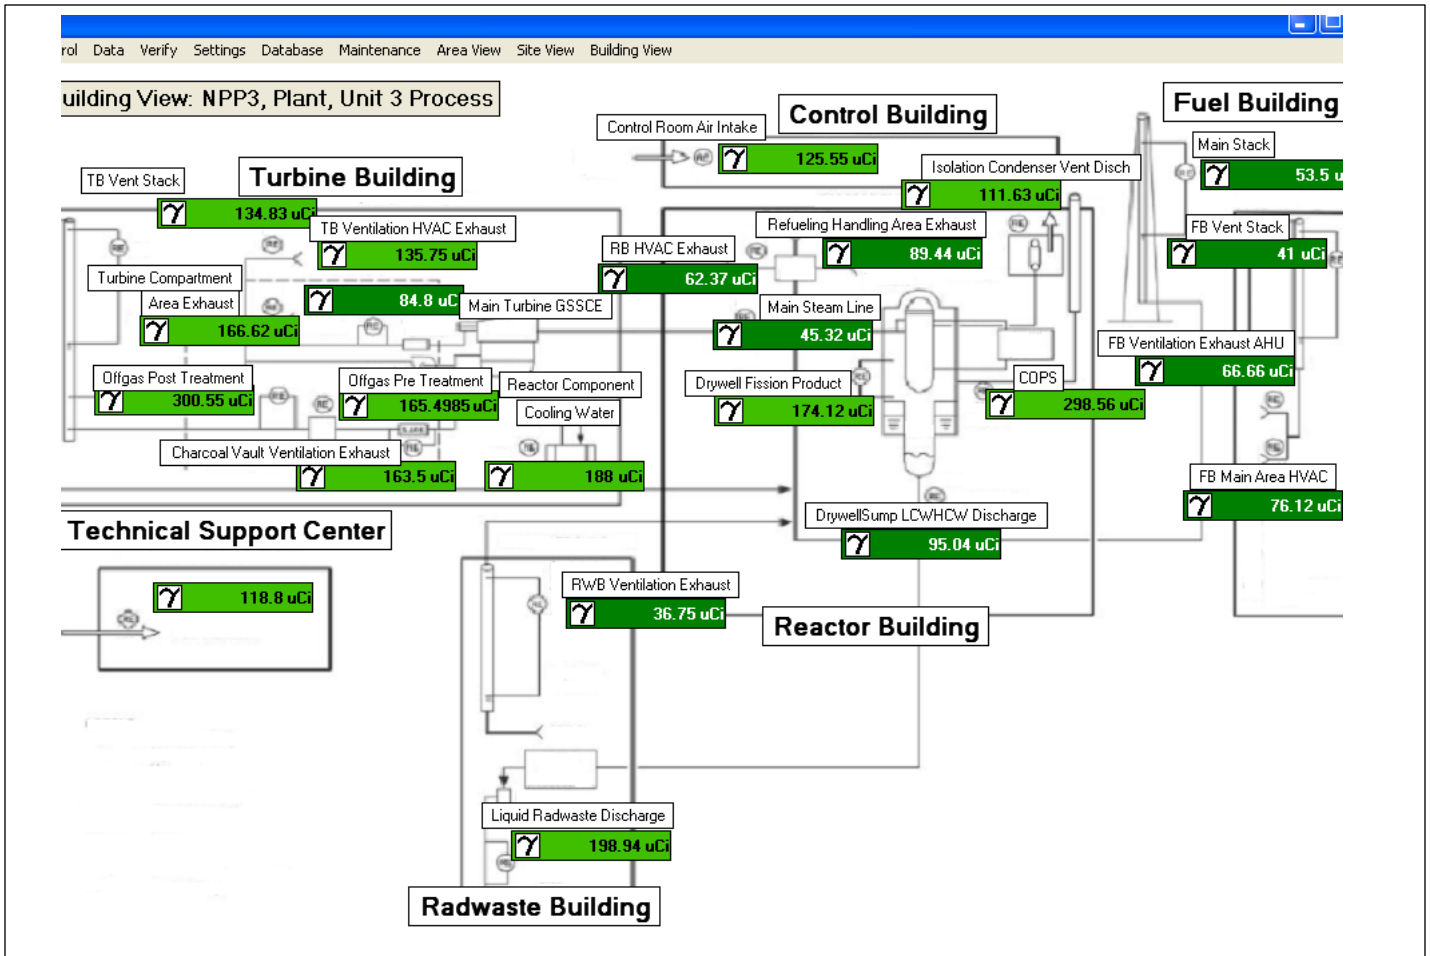 rol Data Verify Settings Database Maintenance Area View Site View Building View
uilding View: NPP3, Plant, Unit 3 Process
Fuel Building
Control Building
Control Room Air Intake
125.55 uCi
Main Stack
53.5 u
Isolation Condenser Vent Disch
111.63 uCi
Turbine Building
TB Vent Stack
134.83 uCi
TB Ventilation HVAC Exhaust
135.75 uCi
RB HVAC Exhaust
62.37 uCi
Refueling Handling Area Exhaust
89.44 uCi
FB Vent Stack
41 uCi
Turbine Compartment
Area Exhaust
166.62 uCi
84.8 uC
Main Turbine GSSCE
Main Steam Line
45.32 uCi
FB Ventilation Exhaust AHU
66.66 uCi
Offgas Post Treatment
300.55 uCi
Offgas Pre Treatment
165.4985uCi
Reactor Component
Cooling Water
188 uCi
Drywell Fission Product
174.12 uCi
COPS
298.56 uCi
Charcoal Vault Ventilation Exhaust
163.5 uCi
FB Main Area HVAC
76.12 uCi
Technical Support Center
118.8 uCi
DrywellSump LCWHCW Discharge
95.04 uCi
RWB Ventilation Exhaust
36.75 uCi
Reactor Building
Liquid Radwaste Discharge
198.94 uCi
Radwaste Building